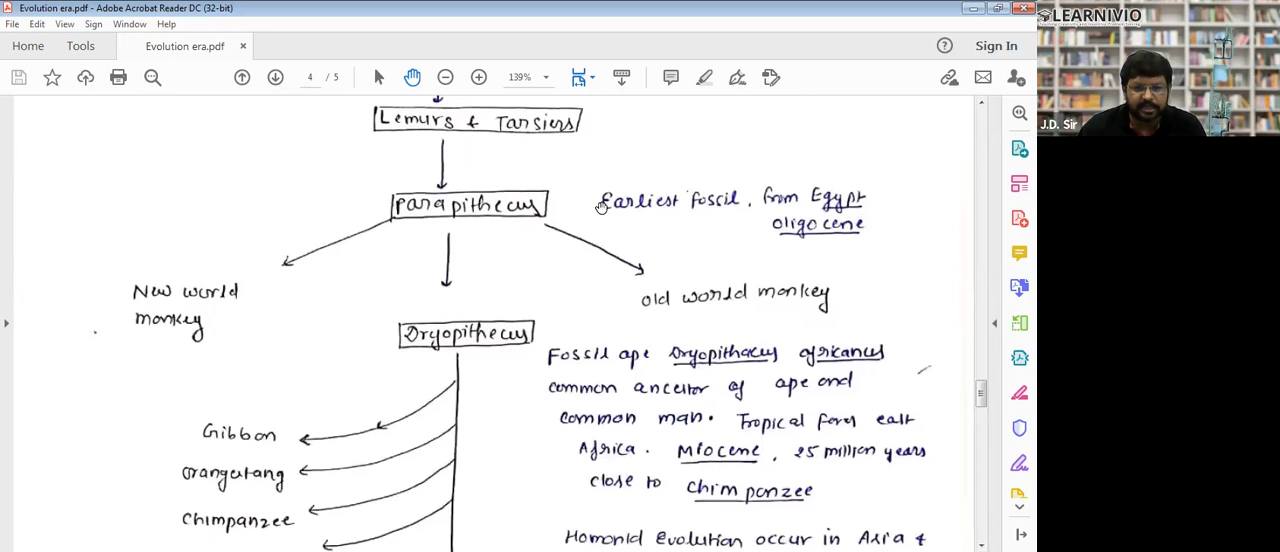 Evolution era.pdf - Adobe Acrobat Reader DC (32-bit)
File Edit View Sign Window Help
Home Tools Evolution era.pdf × Sign In
4 / 5 139%
LEARNIVIO
J.D. Sir
Lemurs & Tarsiers
Parapithecus
Earliest fossil, from Egypt
oligocene
New world
monkey
old world monkey
Dryopithecus
Fossil ape Dryopithacus africanus
common ancestor of ape and
common man. Tropical fores east
Africa. Miocene, 25 million years
close to chimpanzee
Gibbon
orangutang
chimpanzee
Homonid Evolution occur in Asia &